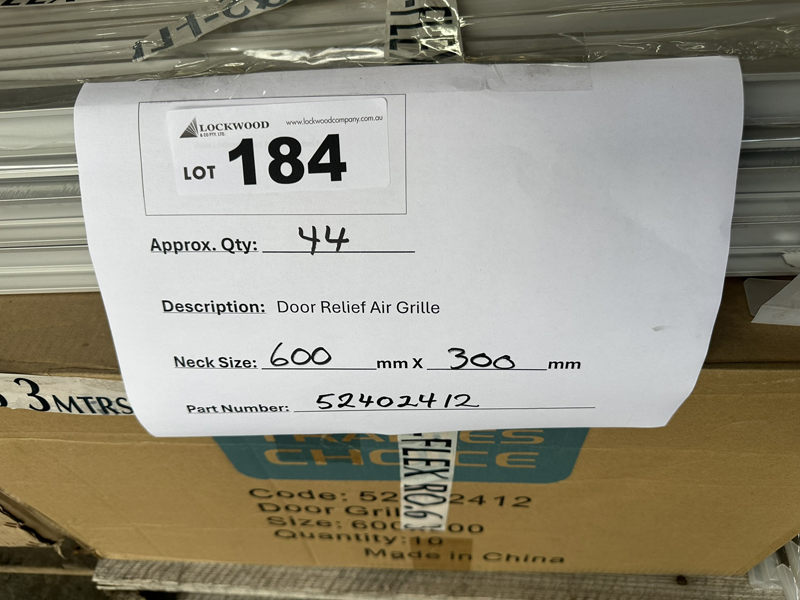 LOCKWOOD
& CO PTY. LTD.
www.lockwoodcompany.com.au
LOT 184
Approx. Qty: 44
Description: Door Relief Air Grille
Neck Size: 600 mm X 300 mm
Part Number: 52402412
3MTRS
CHOICE
Code: 52 2412
Door Gril
Size: 600 00
Quantity: 10
Made in China
-FLEX RO.6